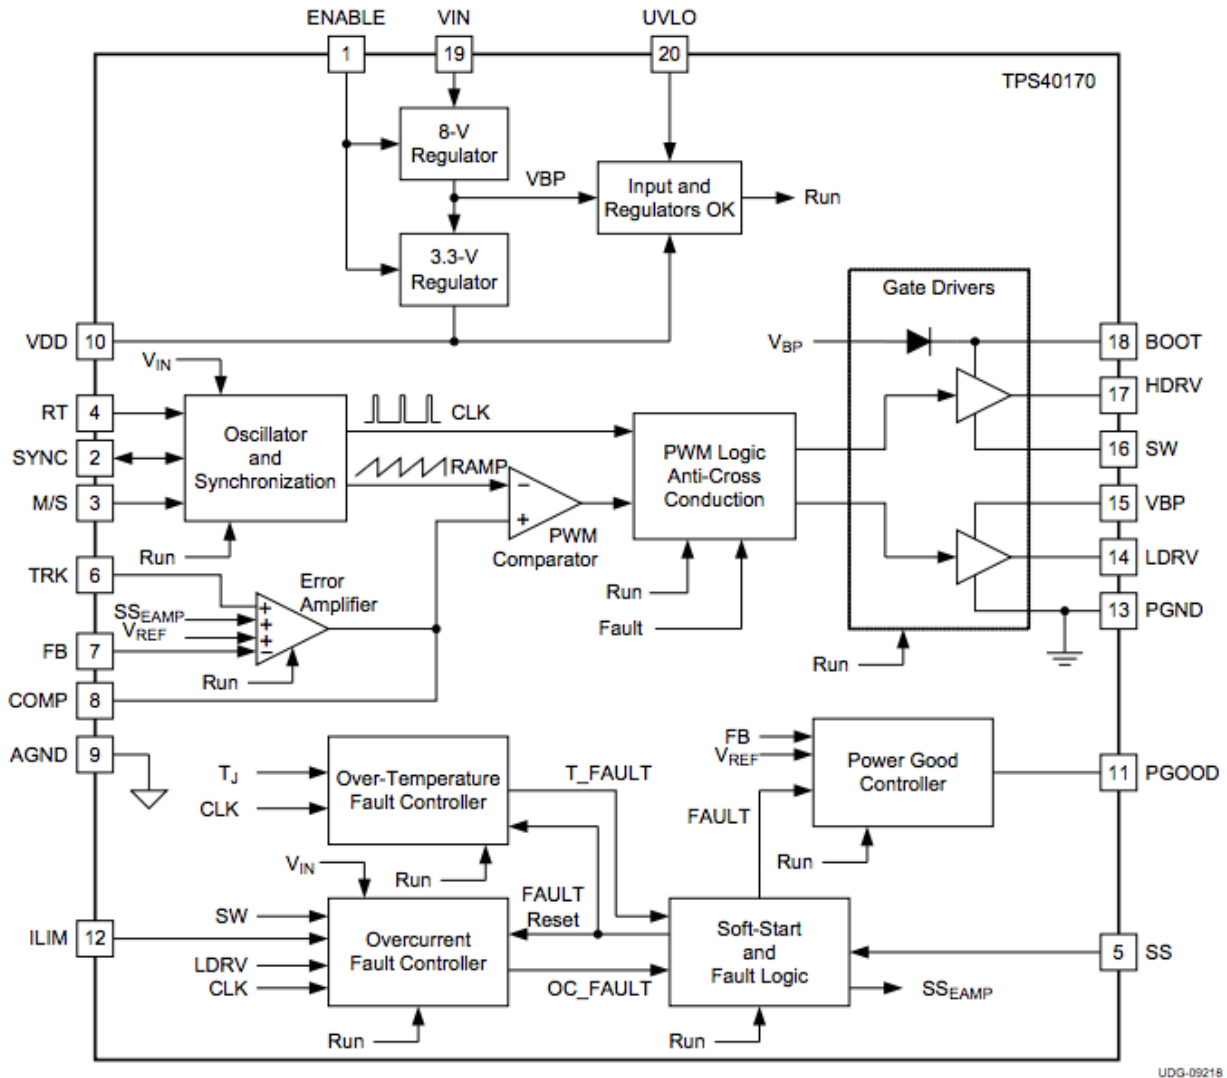 ENABLE VIN UVLO
1 19 20
TPS40170
8-V
Regulator
VBP
Input and
Regulators OK
Run
3.3-V
Regulator
Gate Drivers
VDD 10
VIN
VBP
18 BOOT
RT 4
CLK
17 HDRV
Oscillator
and
Synchronization
SYNC 2
RAMP
PWM Logic
Anti-Cross
Conduction
16 SW
M/S 3
−
+
PWM
Comparator
15 VBP
Run
14 LDRV
TRK 6
Error
Amplifier
Run
13 PGND
SSEAMP
VREF
+
+
+
−
Fault
FB 7
Run
Run
COMP 8
AGND 9
FB
VREF
Power Good
Controller
11 PGOOD
TJ
CLK
Over-Temperature
Fault Controller
T_FAULT
FAULT
Run
VIN
Run
FAULT
Reset
SW
ILIM 12
Overcurrent
Fault Controller
Soft-Start
and
Fault Logic
5 SS
LDRV
CLK
OC_FAULT
SSEAMP
Run
Run
UDG-09218